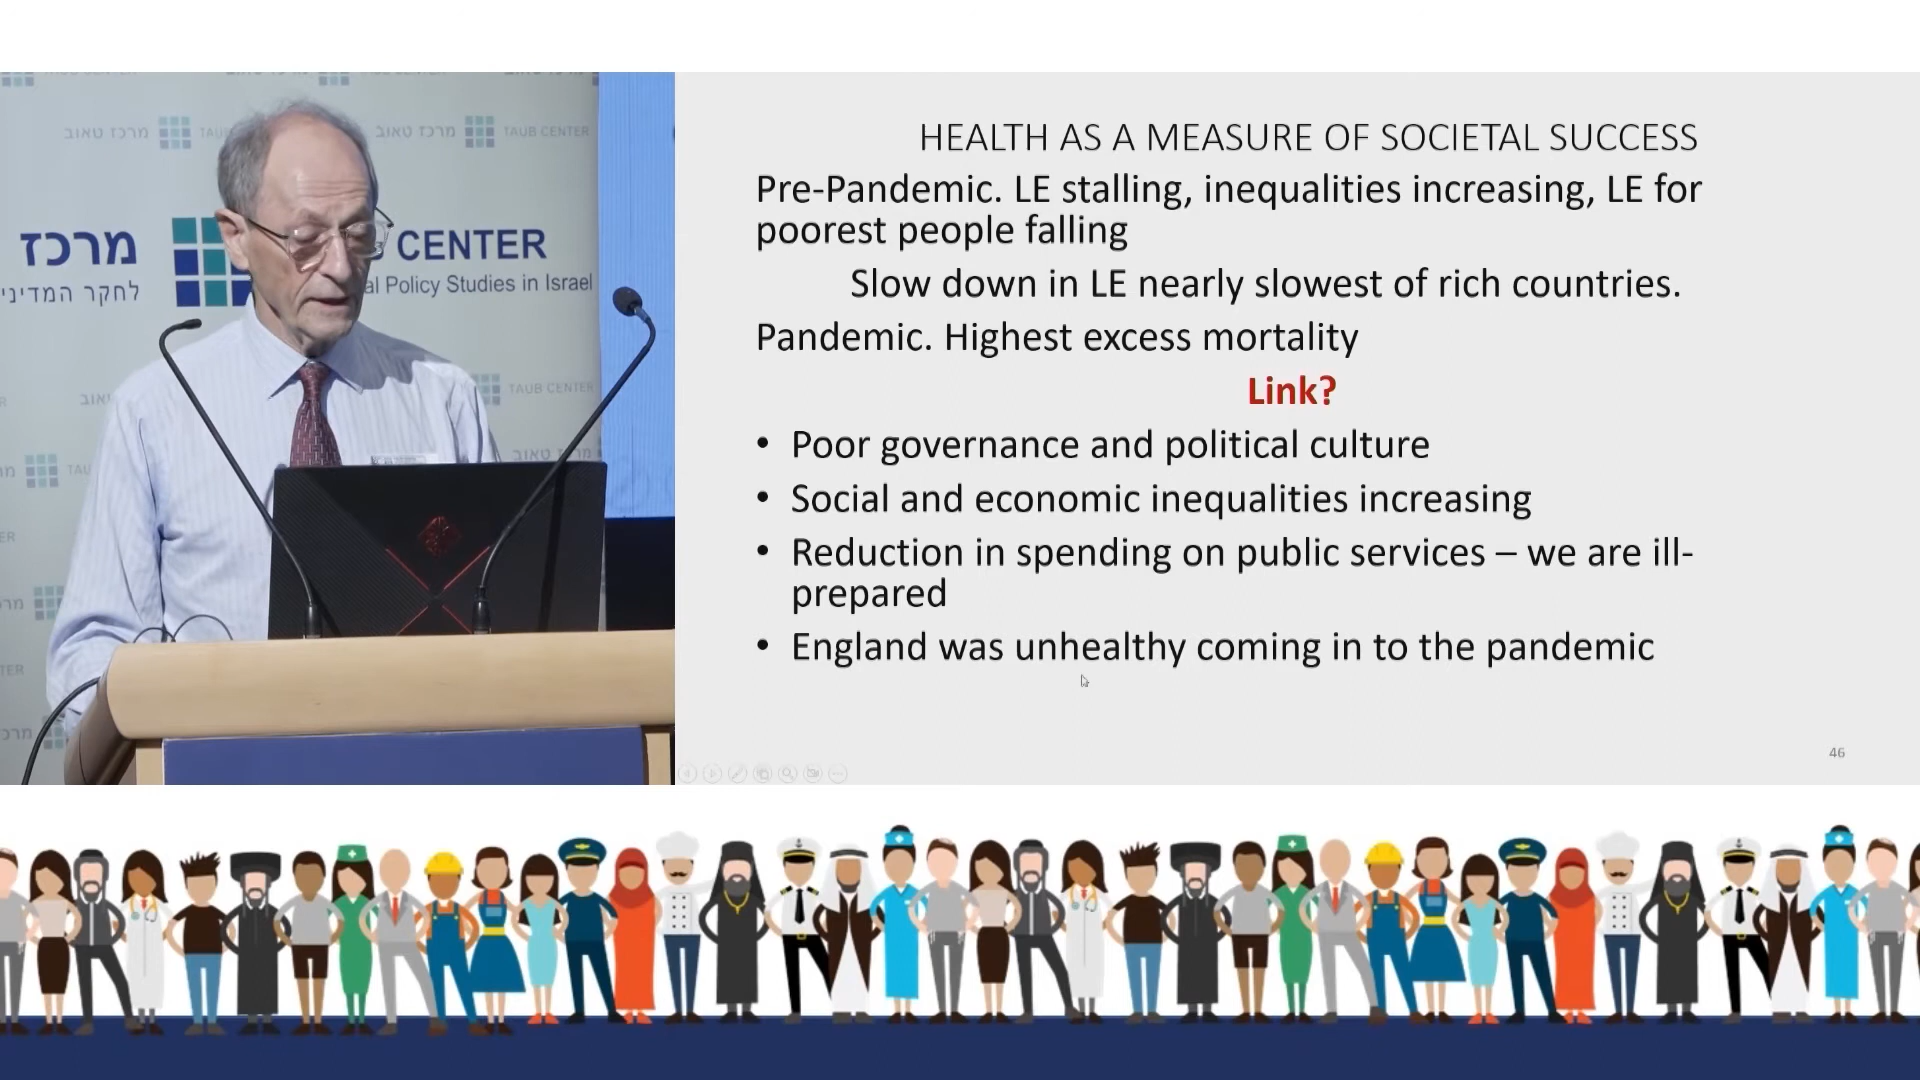 מרכז טאוב
TAUB CENTER
מרכז
CENTER
לחקר המדיני
al Policy Studies in Israel
TAUB CENTER
HEALTH AS A MEASURE OF SOCIETAL SUCCESS
Pre-Pandemic. LE stalling, inequalities increasing, LE for
poorest people falling
Slow down in LE nearly slowest of rich countries.
Pandemic. Highest excess mortality
Link?
• Poor governance and political culture
• Social and economic inequalities increasing
• Reduction in spending on public services – we are ill-
prepared
• England was unhealthy coming in to the pandemic
46